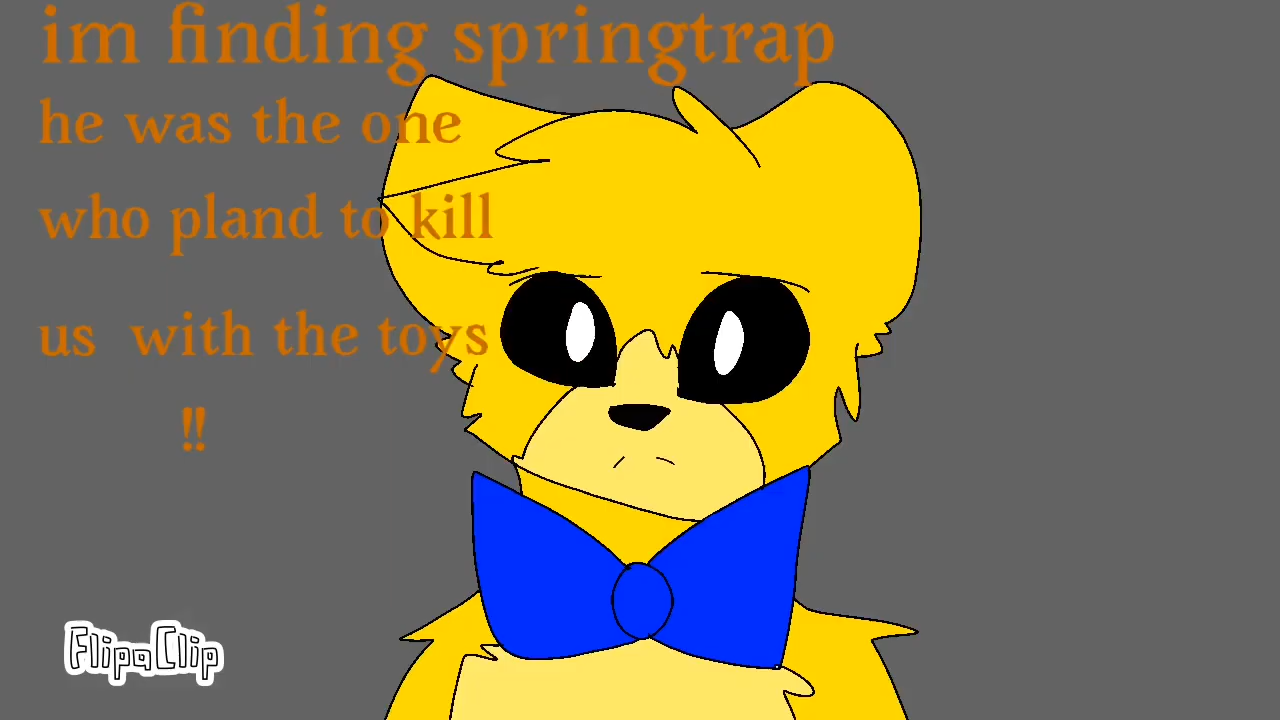 im finding springtrap
he was the one
who pland to kill
us with the toys
!!
FlipaClip